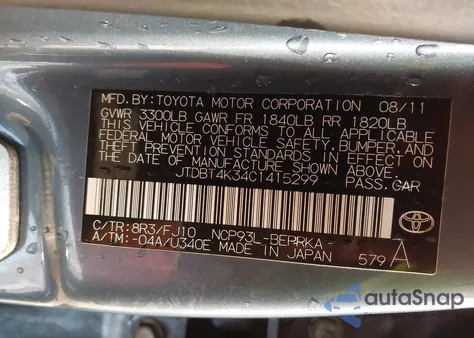 MFD. BY: TOYOTA MOTOR CORPORATION 08/11
GVWR 3300LB GAWR FR 1840LB RR 1820LB
THIS VEHICLE CONFORMS TO ALL APPLICABLE
FEDERAL MOTOR VEHICLE SAFETY, BUMPER, AND
THEFT PREVENTION STANDARDS IN EFFECT ON
THE DATE OF MANUFACTURE SHOWN ABOVE.
JTDBT4K34C1415299 PASS. CAR
C/TR: 8R3/FJ10 NCP93L-BEPRKA
A/TM: -04A/U340E MADE IN JAPAN 579 A
TOYOTA
autoSnap